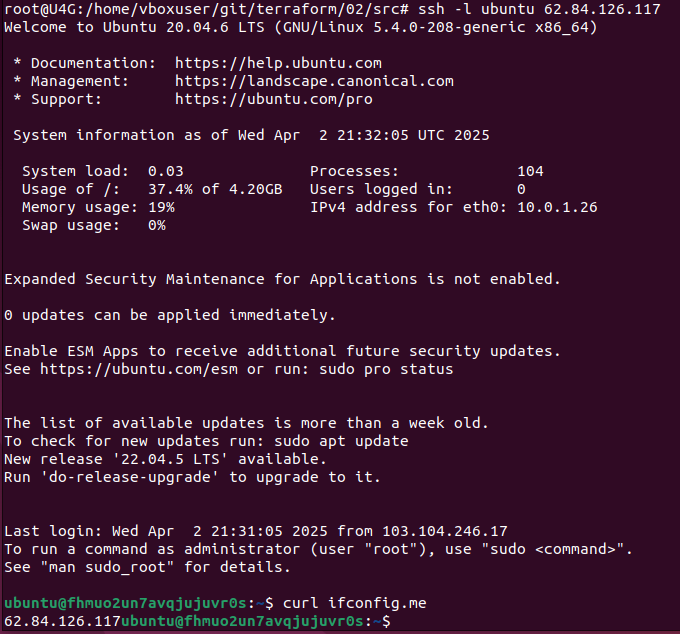 root@U4G:/home/vboxuser/git/terraform/02/src# ssh -l ubuntu 62.84.126.117
Welcome to Ubuntu 20.04.6 LTS (GNU/Linux 5.4.0-208-generic x86_64)
* Documentation:  https://help.ubuntu.com
* Management:     https://landscape.canonical.com
* Support:        https://ubuntu.com/pro
System information as of Wed Apr  2 21:32:05 UTC 2025
System load:  0.03               Processes:             104
Usage of /:   37.4% of 4.20GB   Users logged in:       0
Memory usage: 19%               IPv4 address for eth0: 10.0.1.26
Swap usage:   0%
Expanded Security Maintenance for Applications is not enabled.
0 updates can be applied immediately.
Enable ESM Apps to receive additional future security updates.
See https://ubuntu.com/esm or run: sudo pro status
The list of available updates is more than a week old.
To check for new updates run: sudo apt update
New release '22.04.5 LTS' available.
Run 'do-release-upgrade' to upgrade to it.
Last login: Wed Apr  2 21:31:05 2025 from 103.104.246.17
To run a command as administrator (user "root"), use "sudo <command>".
See "man sudo_root" for details.
ubuntu@fhmuo2un7avqjujuvr0s:~$ curl ifconfig.me
62.84.126.117ubuntu@fhmuo2un7avqjujuvr0s:~$